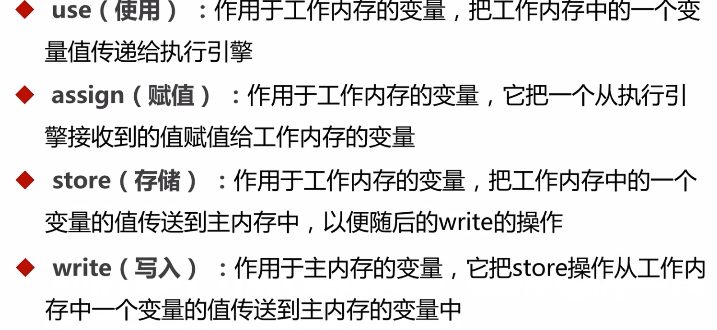 ◆ use（使用）：作用于工作内存的变量，把工作内存中的一个变
量值传递给执行引擎
◆ assign（赋值）：作用于工作内存的变量，它把一个从执行引
擎接收到的值赋值给工作内存的变量
◆ store（存储）：作用于工作内存的变量，把工作内存中的一个
变量的值传送到主内存中，以便随后的write的操作
◆ write（写入）：作用于主内存的变量，它把store操作从工作内
存中一个变量的值传送到主内存的变量中